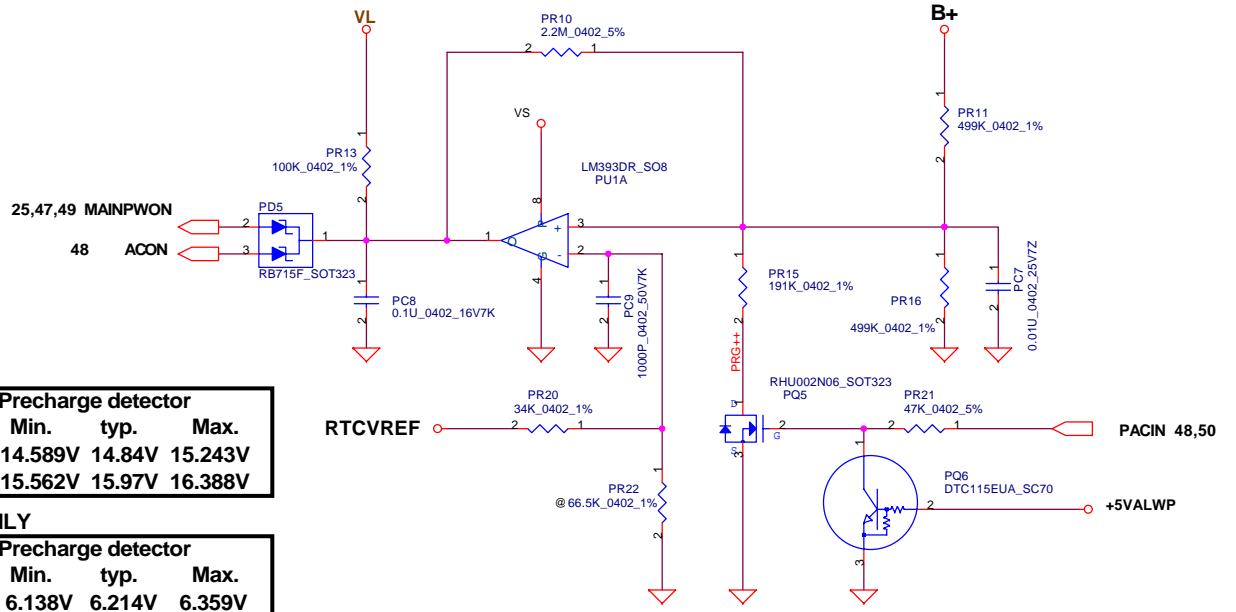 VL
PR10
2.2M_0402_5%
2
1
B+
VS
1
PR11
499K_0402_1%
2
1
PR13
100K_0402_1%
2
LM393DR_SO8
PU1A
8
P
+
3
O
1
-
2
G
4
25,47,49 MAINPWON
48 ACON
PD5
2
3
1
RB715F_SOT323
1
PC8
0.1U_0402_16V7K
2
1
PC9
1000P_0402_50V7K
2
1
PR15
191K_0402_1%
2
PRG++
1
PR16
499K_0402_1%
2
1
PC7
0.01U_0402_25V7Z
2
RHU002N06_SOT323
PQ5
D
1
2
G
S
3
PR21
47K_0402_5%
2
1
PACIN 48,50
RTCVREF
PR20
34K_0402_1%
2
1
1
PR22
@ 66.5K_0402_1%
2
1
PQ6
DTC115EUA_SC70
2
+5VALWP
3
Precharge detector
Min. typ. Max.
14.589V 14.84V 15.243V
15.562V 15.97V 16.388V
ILY
Precharge detector
Min. typ. Max.
6.138V 6.214V 6.359V